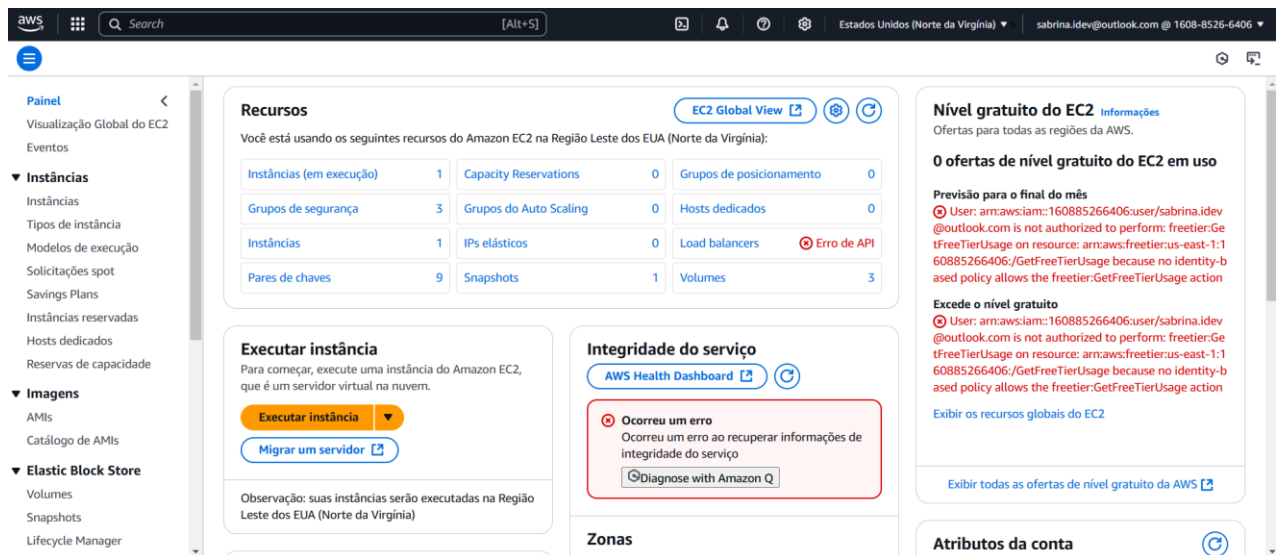 aws
Search
[Alt+S]
Estados Unidos (Norte da Virgínia) ▼
sabrina.idev@outlook.com @ 1608-8526-6406 ▼
Painel
Visualização Global do EC2
Eventos
▼ Instâncias
Instâncias
Tipos de instância
Modelos de execução
Solicitações spot
Savings Plans
Instâncias reservadas
Hosts dedicados
Reservas de capacidade
▼ Imagens
AMIs
Catálogo de AMIs
▼ Elastic Block Store
Volumes
Snapshots
Lifecycle Manager
Recursos
EC2 Global View
Você está usando os seguintes recursos do Amazon EC2 na Região Leste dos EUA (Norte da Virgínia):
Instâncias (em execução) 1
Capacity Reservations 0
Grupos de posicionamento 0
Grupos de segurança 3
Grupos do Auto Scaling 0
Hosts dedicados 0
Instâncias 1
IPs elásticos 0
Load balancers Erro de API
Pares de chaves 9
Snapshots 1
Volumes 3
Executar instância
Para começar, execute uma instância do Amazon EC2,
que é um servidor virtual na nuvem.
Executar instância ▼
Migrar um servidor
Observação: suas instâncias serão executadas na Região
Leste dos EUA (Norte da Virgínia)
Integridade do serviço
AWS Health Dashboard
Ocorreu um erro
Ocorreu um erro ao recuperar informações de
integridade do serviço
Diagnose with Amazon Q
Zonas
Nível gratuito do EC2 Informações
Ofertas para todas as regiões da AWS.
0 ofertas de nível gratuito do EC2 em uso
Previsão para o final do mês
User: arn:aws:iam::160885266406:user/sabrina.idev
@outlook.com is not authorized to perform: freetier:Ge
tFreeTierUsage on resource: arn:aws:freetier:us-east-1:1
60885266406:/GetFreeTierUsage because no identity-b
ased policy allows the freetier:GetFreeTierUsage action
Excede o nível gratuito
User: arn:aws:iam::160885266406:user/sabrina.idev
@outlook.com is not authorized to perform: freetier:Ge
tFreeTierUsage on resource: arn:aws:freetier:us-east-1:1
60885266406:/GetFreeTierUsage because no identity-b
ased policy allows the freetier:GetFreeTierUsage action
Exibir os recursos globais do EC2
Exibir todas as ofertas de nível gratuito da AWS
Atributos da conta